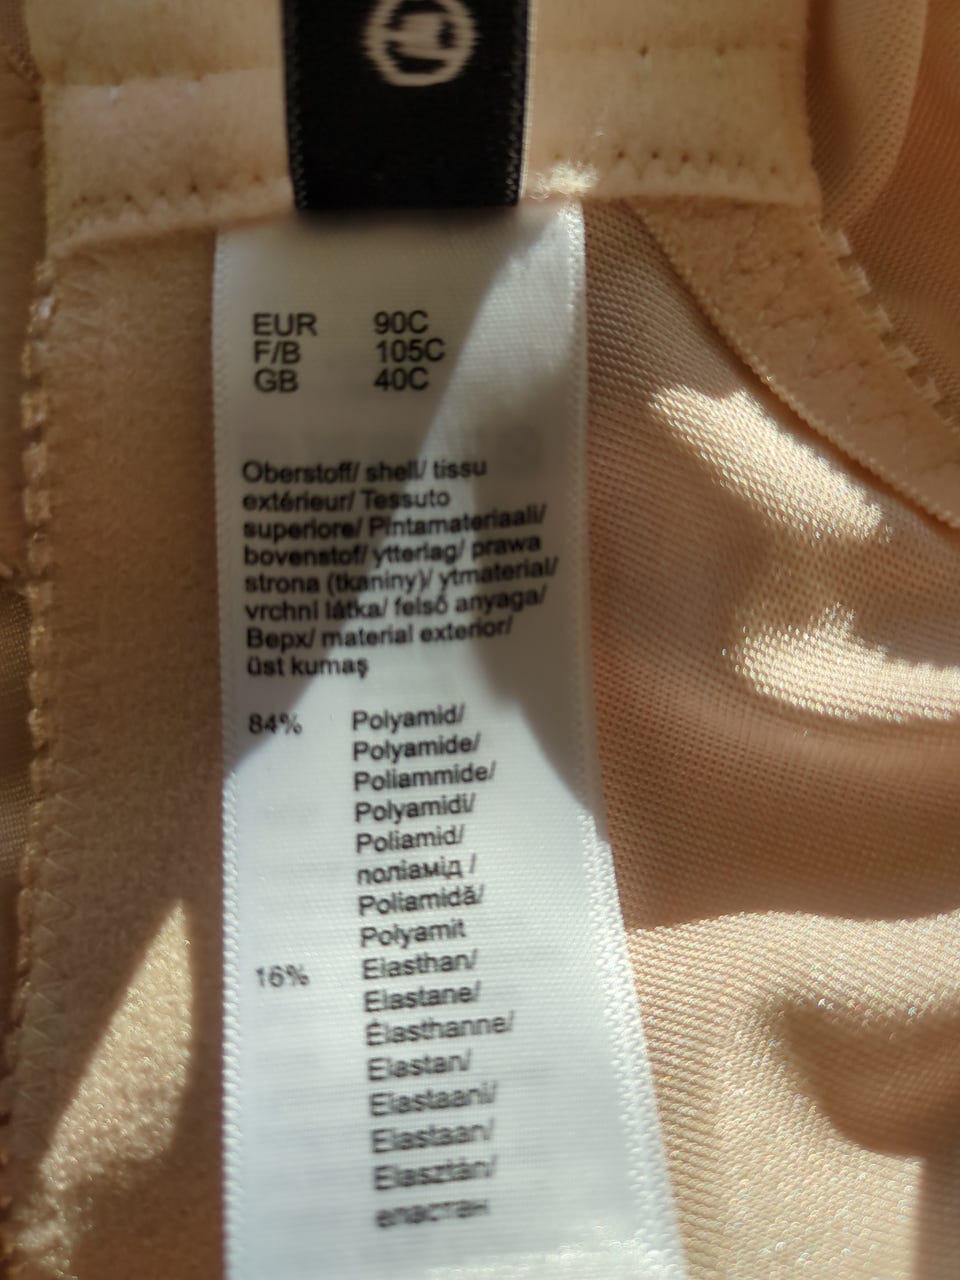 EUR 90C
F/B 105C
GB 40C
Oberstoff/ shell/ tissu
extérieur/ Tessuto
superiore/ Pintamateriaali/
bovenstof/ ytterlag/ prawa
strona (tkaniny)/ ytmaterial/
vrchní látka/ felső anyaga/
Верх/ material exterior/
üst kumaş
84% Polyamid/
Polyamide/
Poliammide/
Polyamidi/
Poliamid/
поліамід /
Poliamidă/
Polyamit
16% Elasthan/
Elastane/
Élasthanne/
Elastan/
Elastaani/
Elastaan/
Elasztán/
еластан